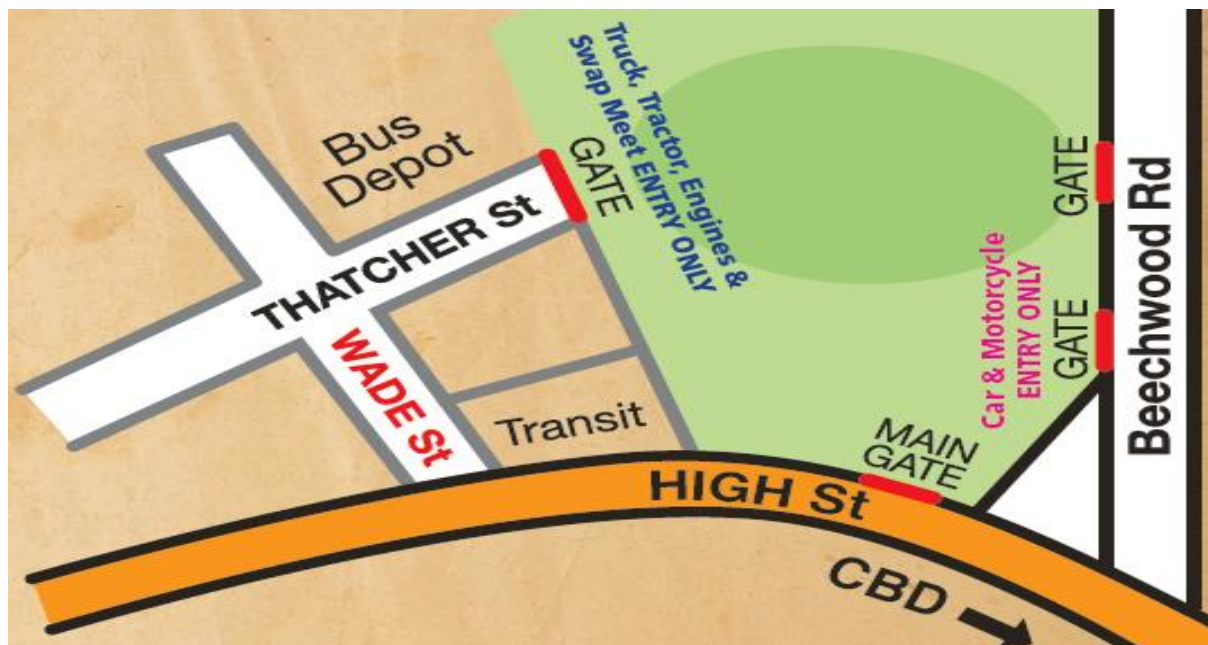 Bus
Depot
THATCHER St
WADE St
Transit
GATE
Truck, Tractor, Engines &
Swap Meet ENTRY ONLY
GATE
Beechwood Rd
Car & Motorcycle
ENTRY ONLY
GATE
MAIN
GATE
HIGH St
CBD